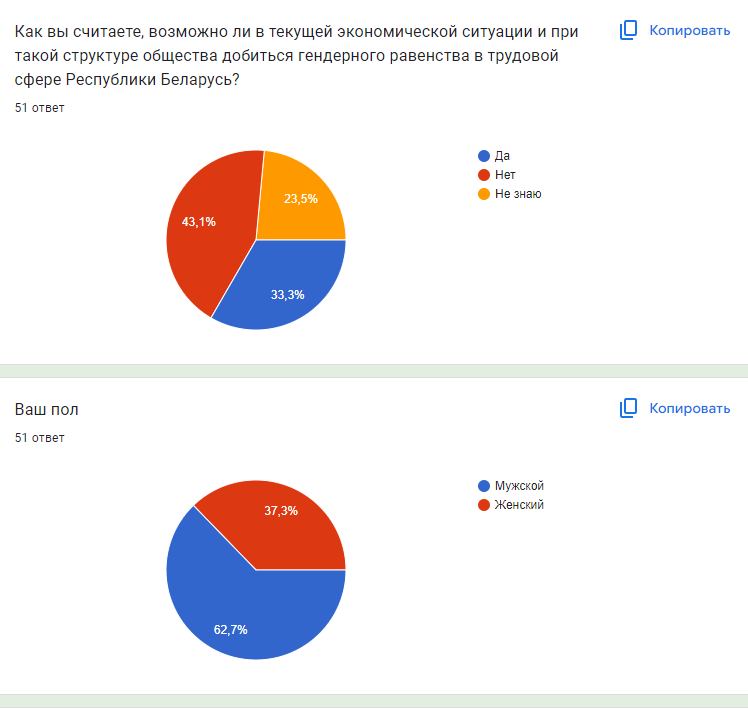 Как вы считаете, возможно ли в текущей экономической ситуации и при
такой структуре общества добиться гендерного равенства в трудовой
сфере Республики Беларусь?
Копировать
51 ответ
Да
Нет
Не знаю
23,5%
43,1%
33,3%
Ваш пол
Копировать
51 ответ
Мужской
Женский
37,3%
62,7%